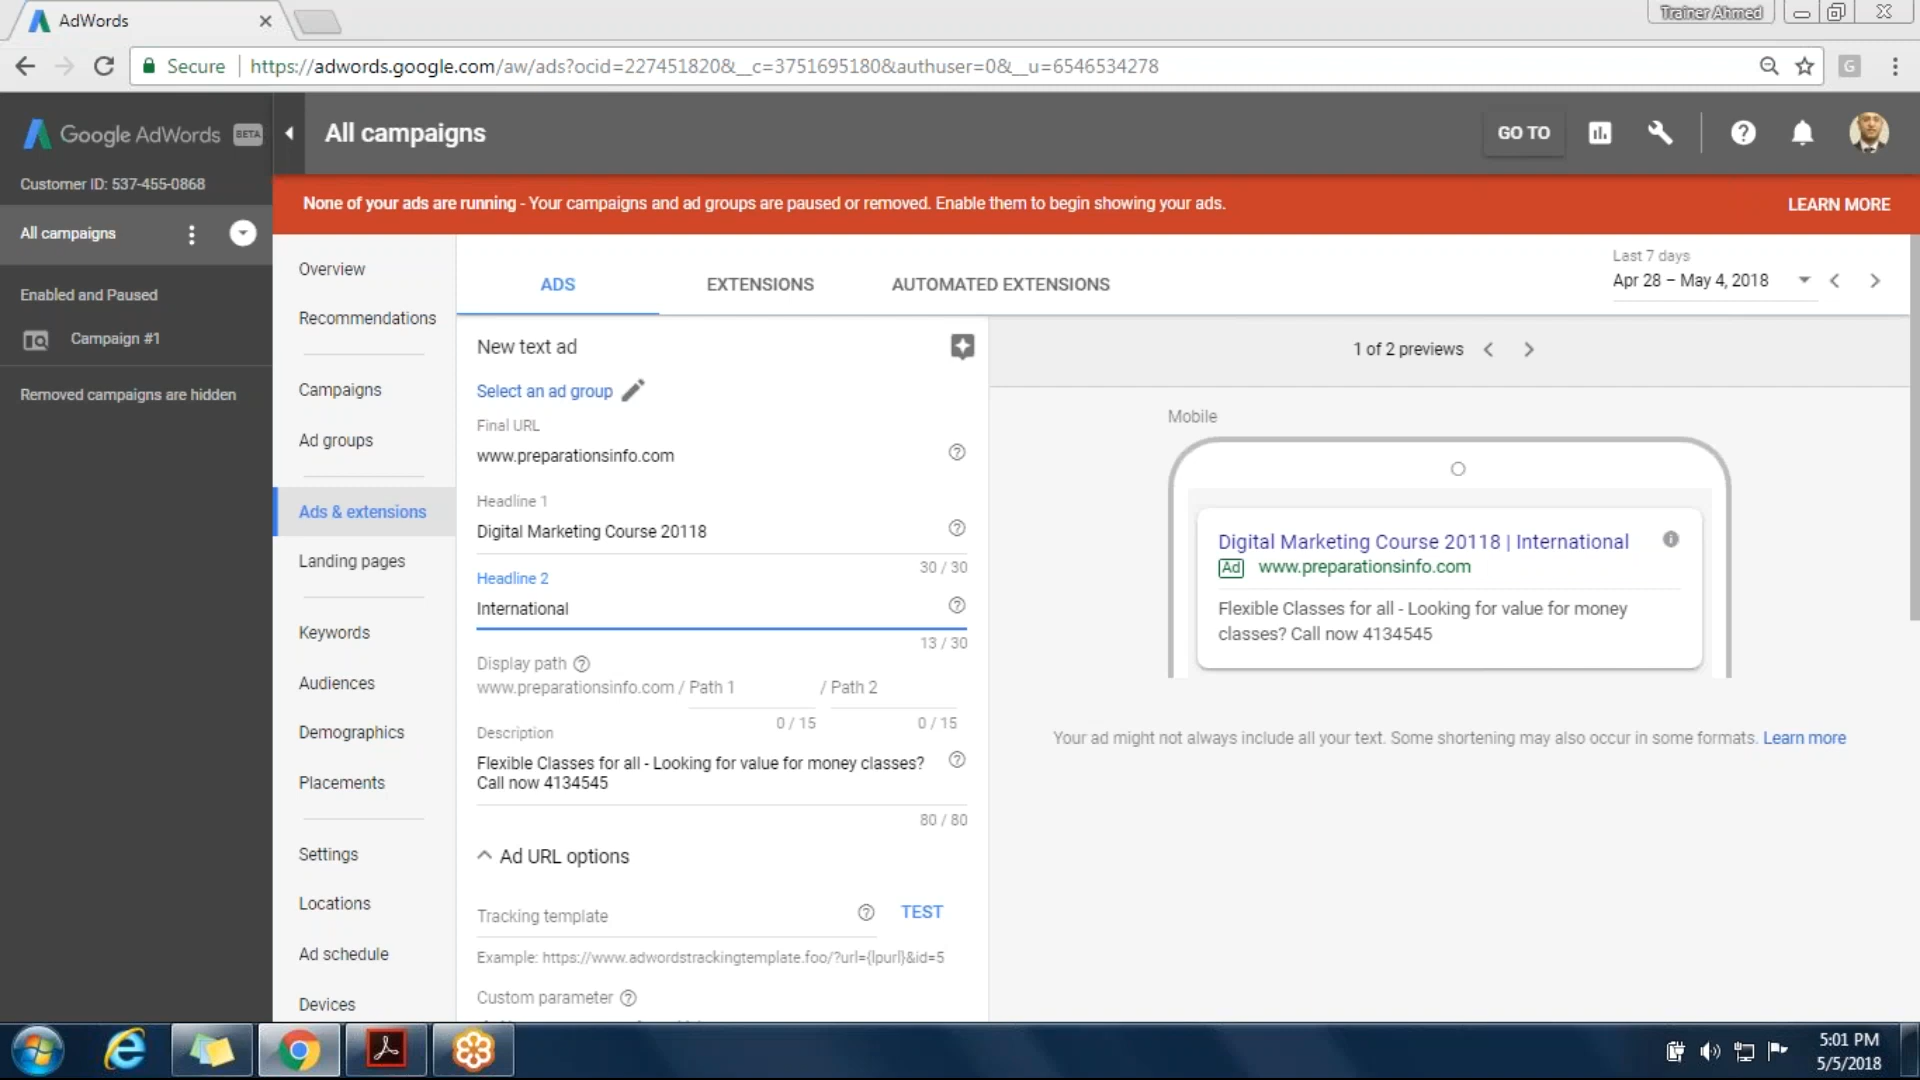 AdWords
Trainer Ahmed
Secure
https://adwords.google.com/aw/ads?ocid=227451820&__c=3751695180&authuser=0&__u=6546534278
G
Google AdWords BETA
All campaigns
GO TO
Customer ID: 537-455-0868
None of your ads are running - Your campaigns and ad groups are paused or removed. Enable them to begin showing your ads.
LEARN MORE
All campaigns
Enabled and Paused
Campaign #1
Removed campaigns are hidden
Overview
Recommendations
Campaigns
Ad groups
Ads & extensions
Landing pages
Keywords
Audiences
Demographics
Placements
Settings
Locations
Ad schedule
Devices
ADS
EXTENSIONS
AUTOMATED EXTENSIONS
Last 7 days
Apr 28 – May 4, 2018
New text ad
Select an ad group
Final URL
www.preparationsinfo.com
Headline 1
Digital Marketing Course 20118
30 / 30
Headline 2
International
13 / 30
Display path
www.preparationsinfo.com / Path 1 / Path 2
0 / 15
0 / 15
Description
Flexible Classes for all - Looking for value for money classes?
Call now 4134545
80 / 80
Ad URL options
Tracking template
TEST
Example: https://www.adwordstrackingtemplate.foo/?url={lpurl}&id=5
Custom parameter
1 of 2 previews
Mobile
Digital Marketing Course 20118 | International
Ad www.preparationsinfo.com
Flexible Classes for all - Looking for value for money
classes? Call now 4134545
Your ad might not always include all your text. Some shortening may also occur in some formats. Learn more
5:01 PM
5/5/2018